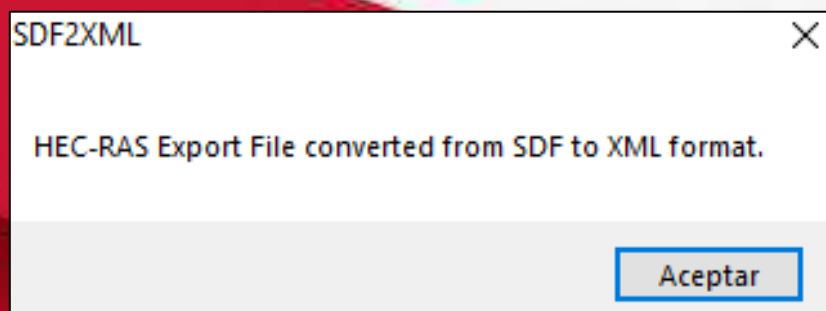 SDF2XML
HEC-RAS Export File converted from SDF to XML format.
Aceptar